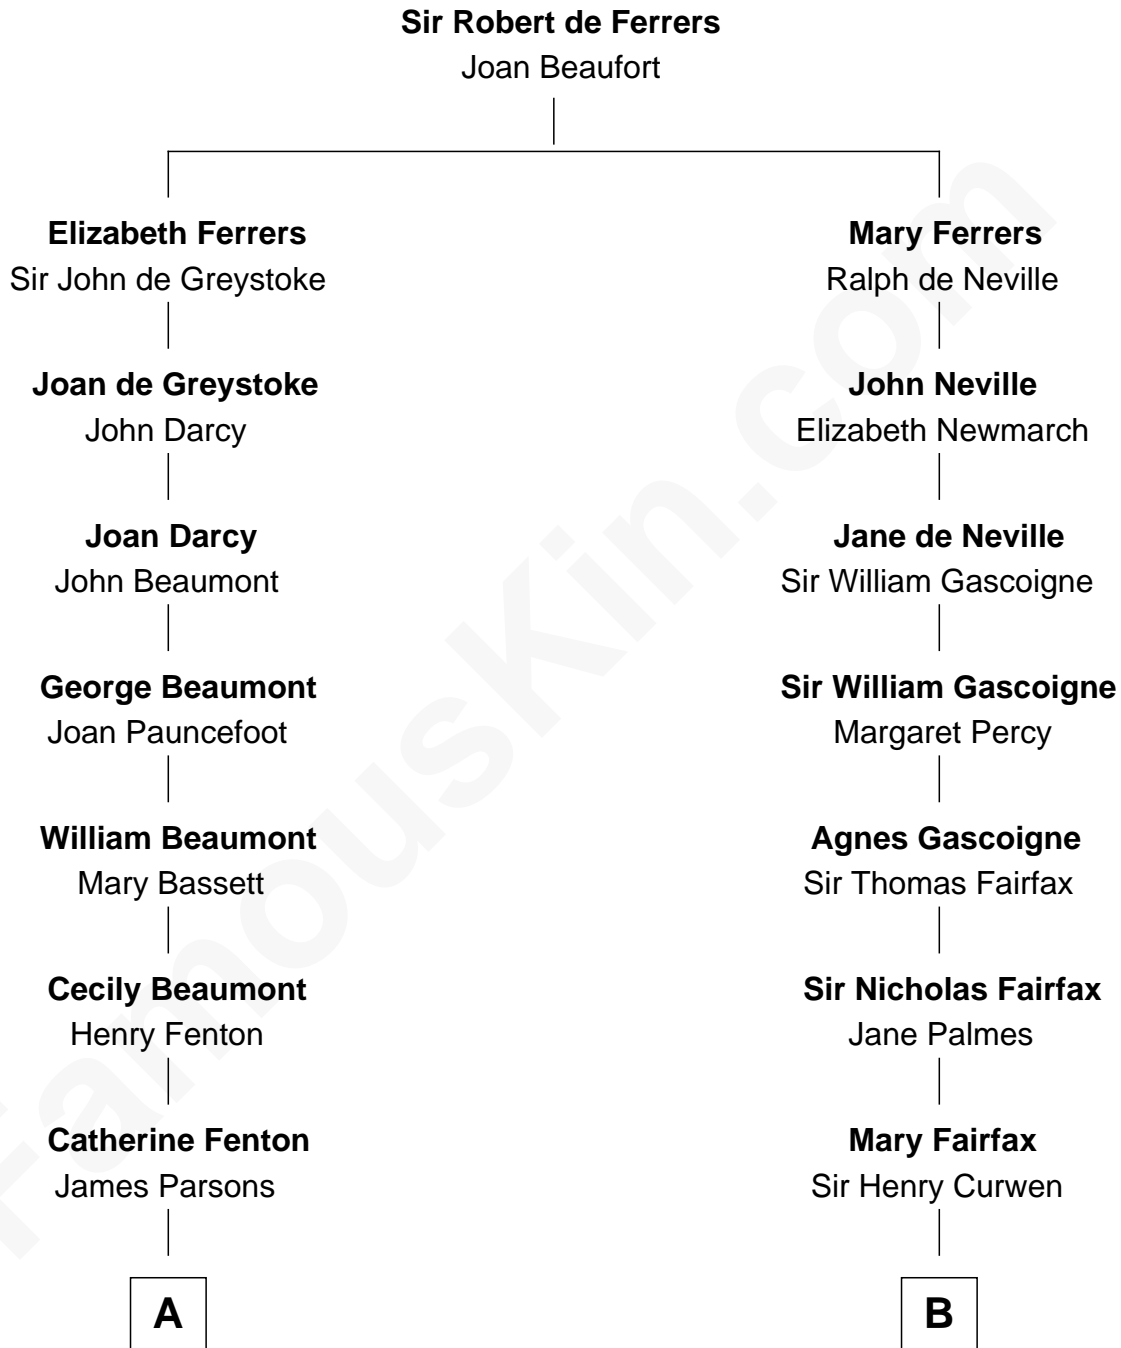 Sir Robert de Ferrers
Joan Beaufort
Elizabeth Ferrers
Sir John de Greystoke
Mary Ferrers
Ralph de Neville
Joan de Greystoke
John Darcy
John Neville
Elizabeth Newmarch
Joan Darcy
John Beaumont
Jane de Neville
Sir William Gascoigne
George Beaumont
Joan Pauncefoot
Sir William Gascoigne
Margaret Percy
William Beaumont
Mary Bassett
Agnes Gascoigne
Sir Thomas Fairfax
Cecily Beaumont
Henry Fenton
Sir Nicholas Fairfax
Jane Palmes
Catherine Fenton
James Parsons
Mary Fairfax
Sir Henry Curwen
A
B
FamousKin.com